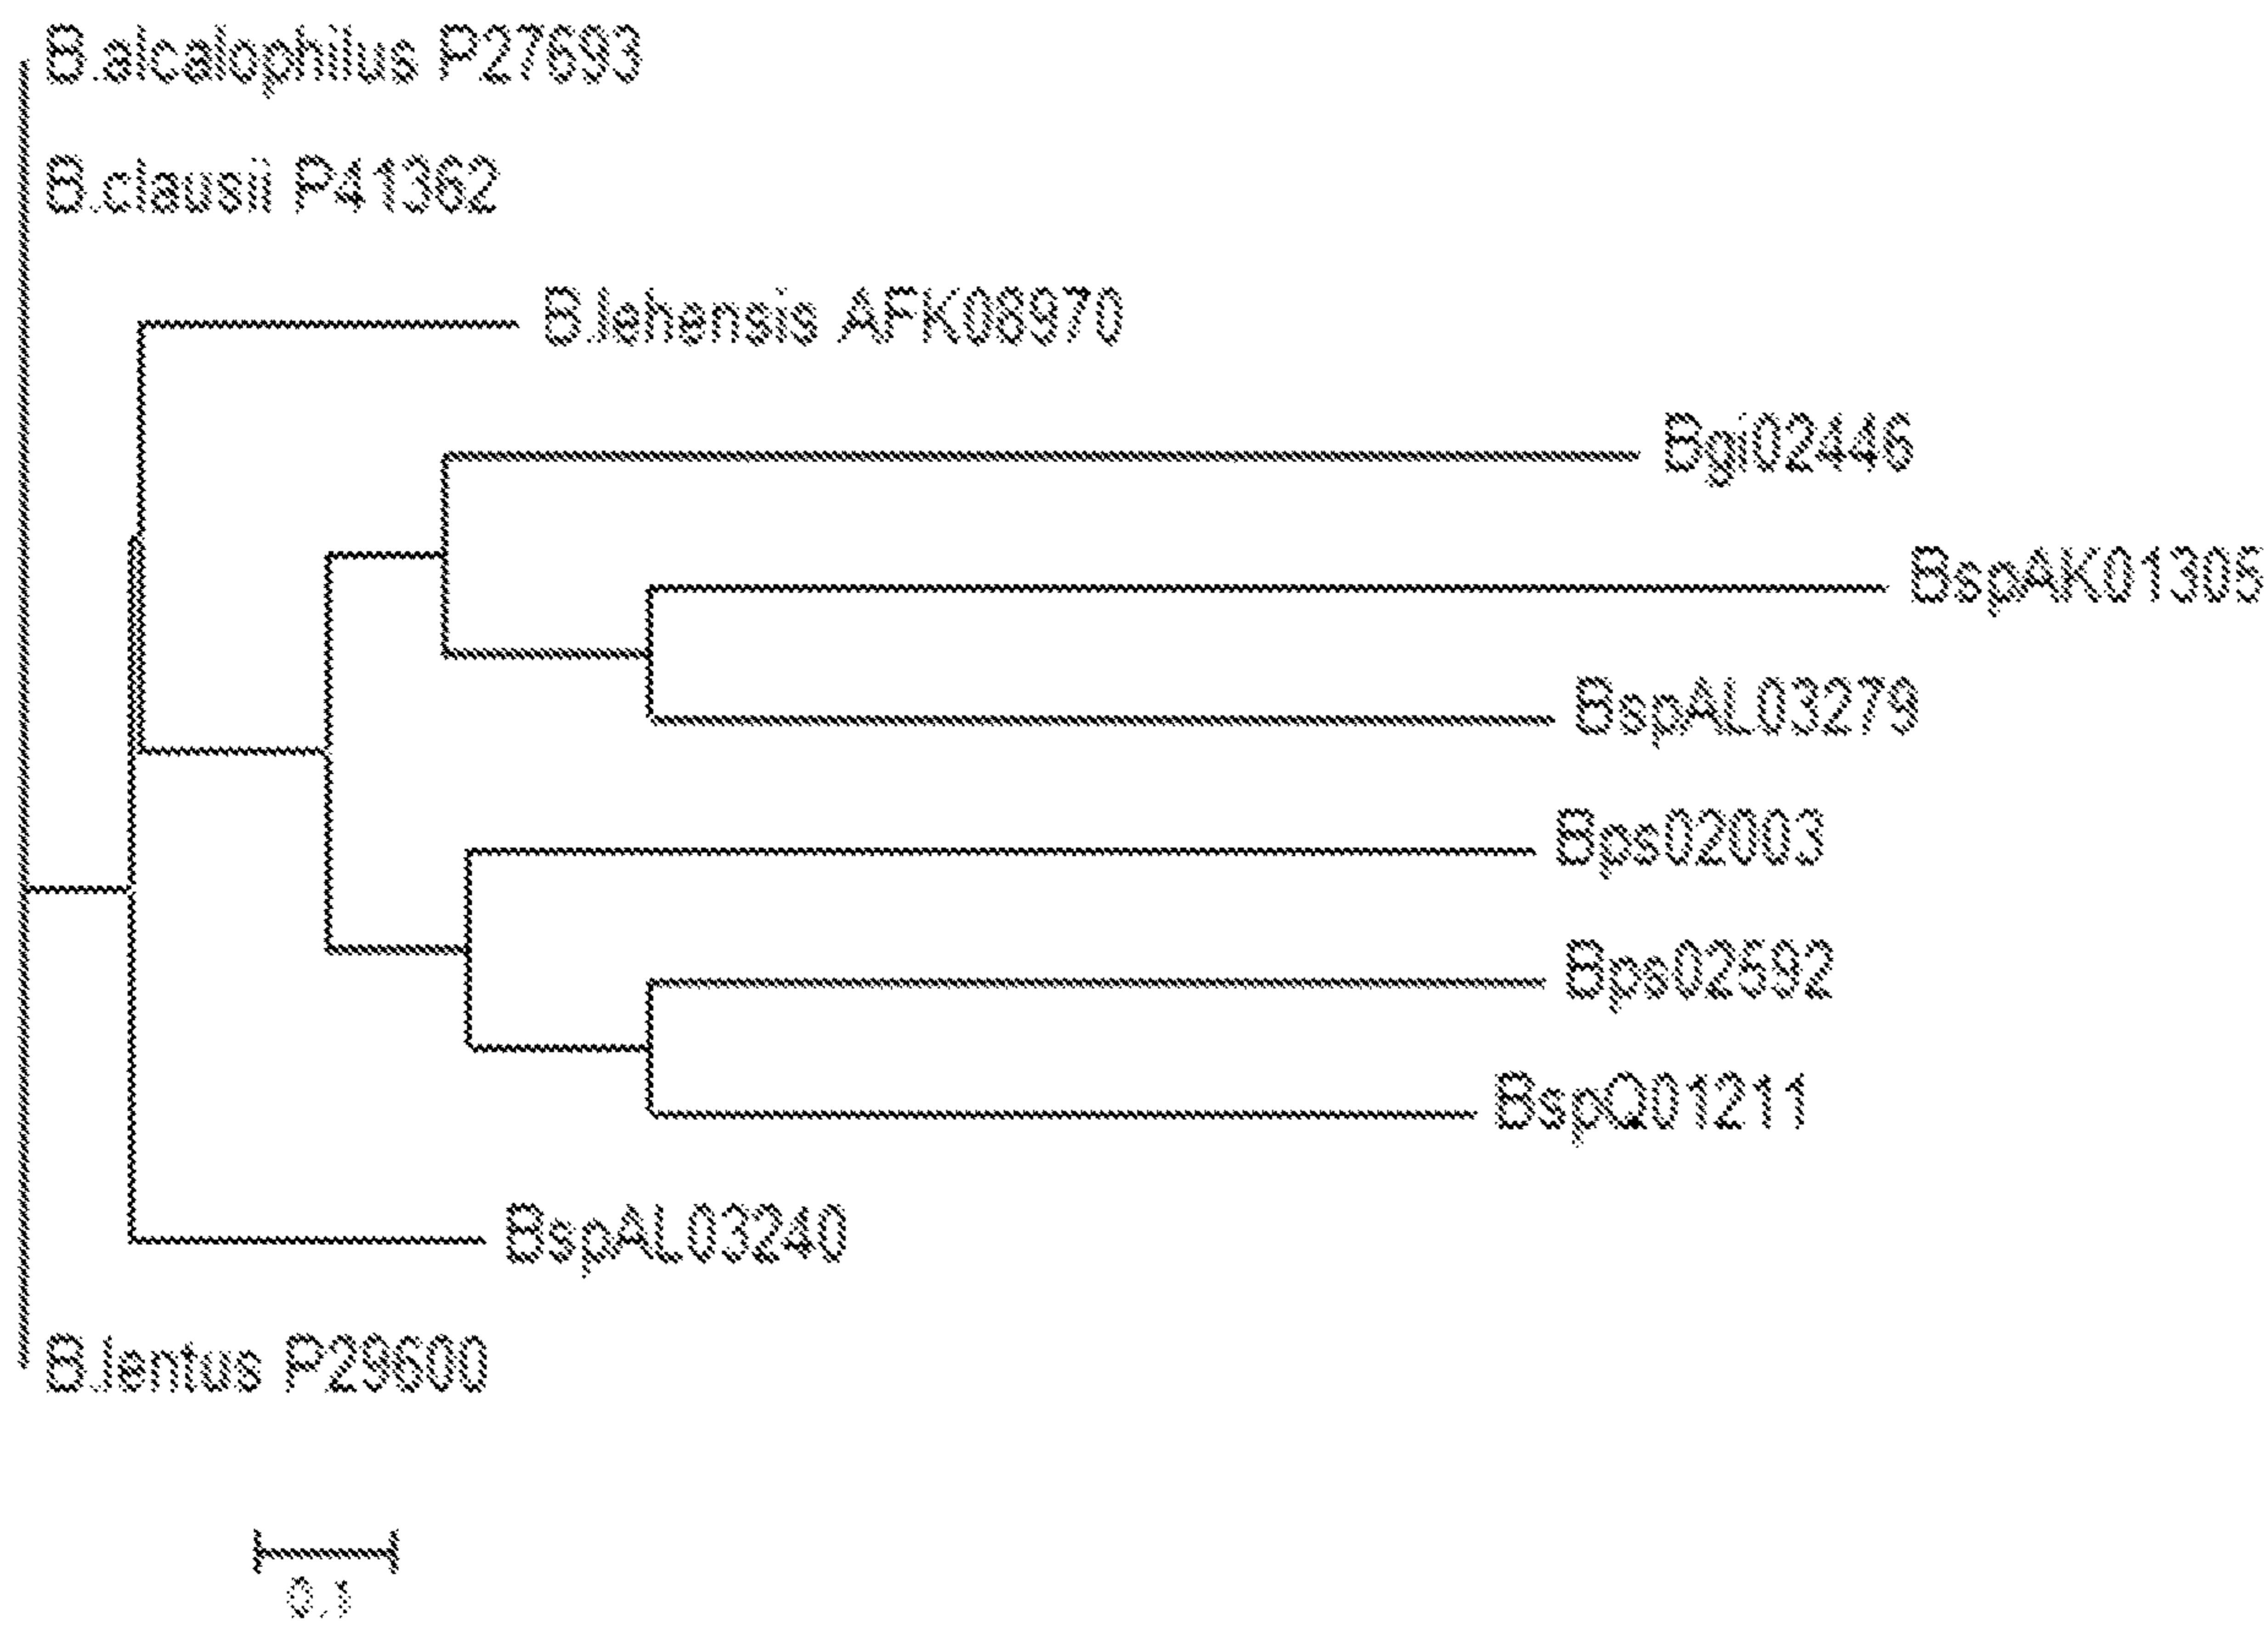 B.alcalophilus P27693
B.clausii P41362
B.lehensis AFK08970
Bgi02446
BspAK01305
BspAL03279
Bps02003
Bps02592
BspQ01211
BspAL03240
B.lentus P29600
0.1